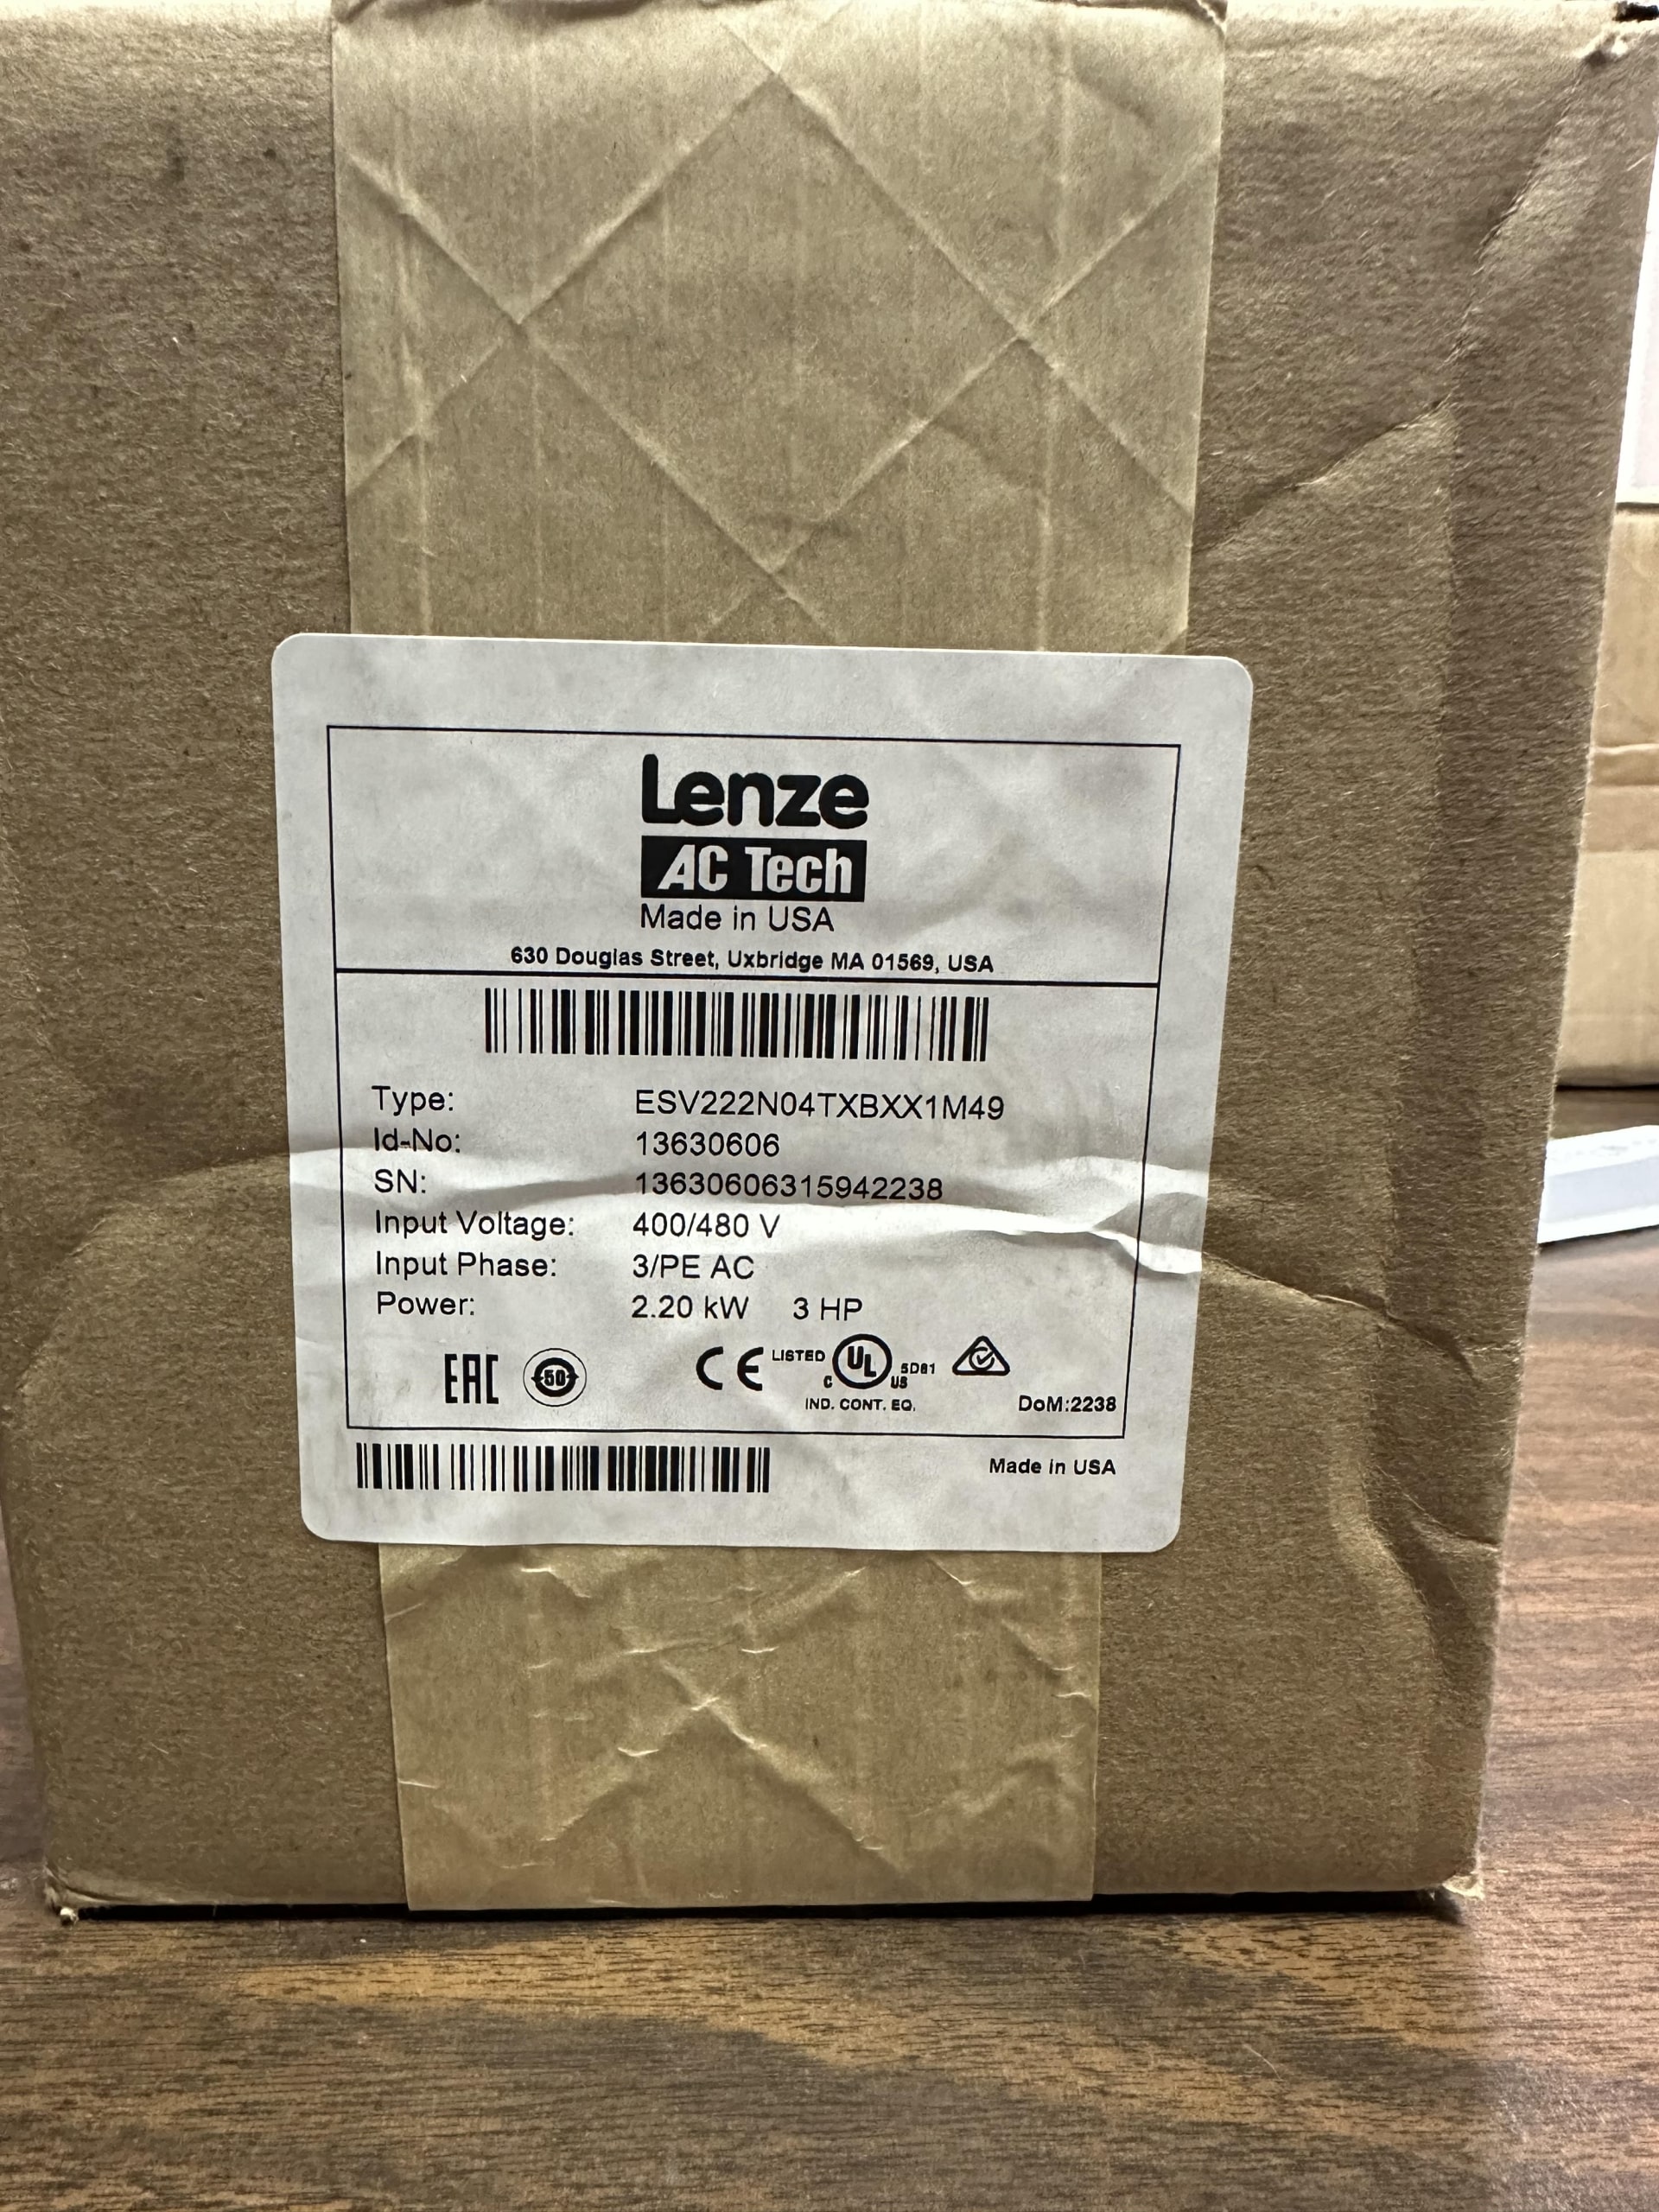 Lenze
AC Tech
Made in USA
630 Douglas Street, Uxbridge MA 01569, USA
Type: ESV222N04TXBXX1M49
Id-No: 13630606
SN: 13630606315942238
Input Voltage: 400/480 V
Input Phase: 3/PE AC
Power: 2.20 kW 3 HP
EAC 50 CE LISTED C UL US 5D81
IND. CONT. EQ.
DoM:2238
Made in USA